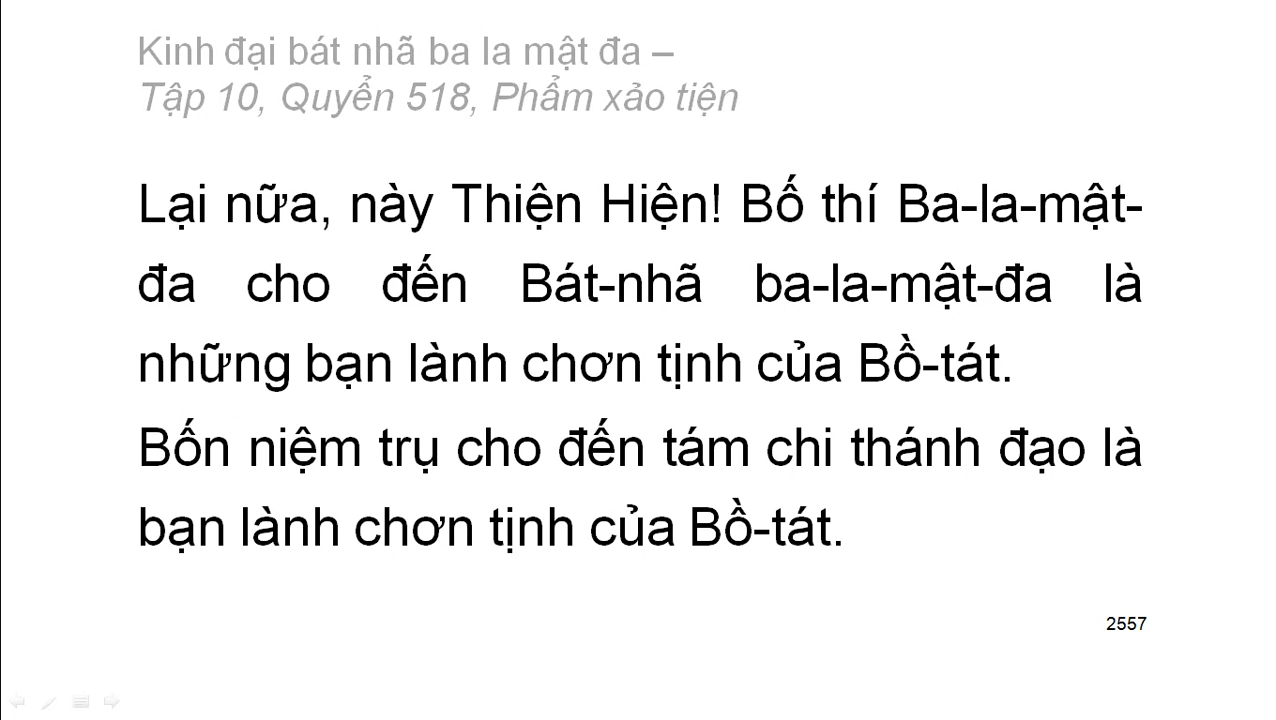 Kinh đại bát nhã ba la mật đa –
Tập 10, Quyển 518, Phẩm xảo tiện
Lại nữa, này Thiện Hiện! Bố thí Ba-la-mật-
đa cho đến Bát-nhã ba-la-mật-đa là
những bạn lành chơn tịnh của Bồ-tát.
Bốn niệm trụ cho đến tám chi thánh đạo là
bạn lành chơn tịnh của Bồ-tát.
2557